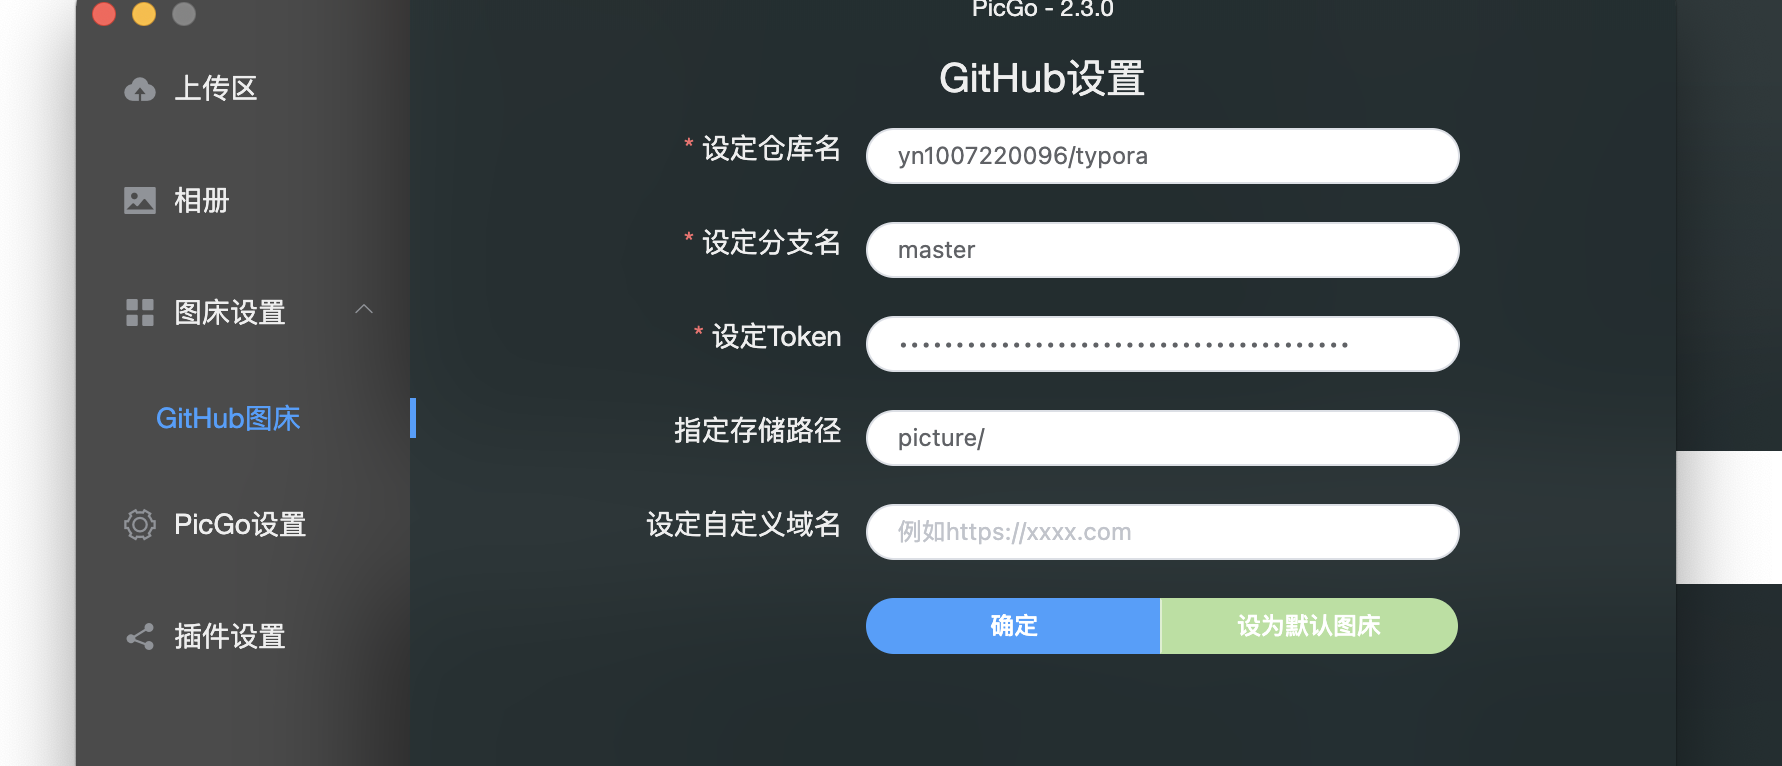 PicGo - 2.3.0
上传区
相册
图床设置
GitHub图床
PicGo设置
插件设置
GitHub设置
* 设定仓库名 yn1007220096/typora
* 设定分支名 master
* 设定Token ••••••••••••••••••••••••••••••••••••••••
指定存储路径 picture/
设定自定义域名 例如https://xxxx.com
确定 设为默认图床